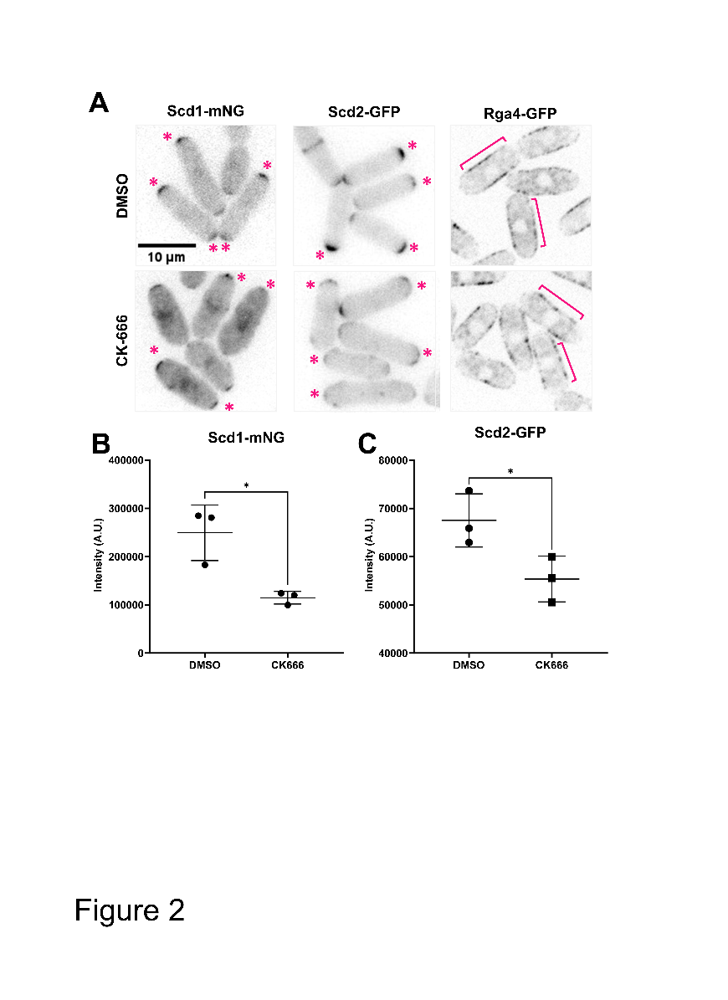 A
Scd1-mNG Scd2-GFP Rga4-GFP
DMSO
* * * * *
* * * *
10 µm
CK-666
* * * *
* * * *
B
Scd1-mNG
400000
300000
200000
100000
0
Intensity (A.U.)
*
DMSO CK666
C
Scd2-GFP
80000
70000
60000
50000
40000
Intensity (A.U.)
*
DMSO CK666
Figure 2